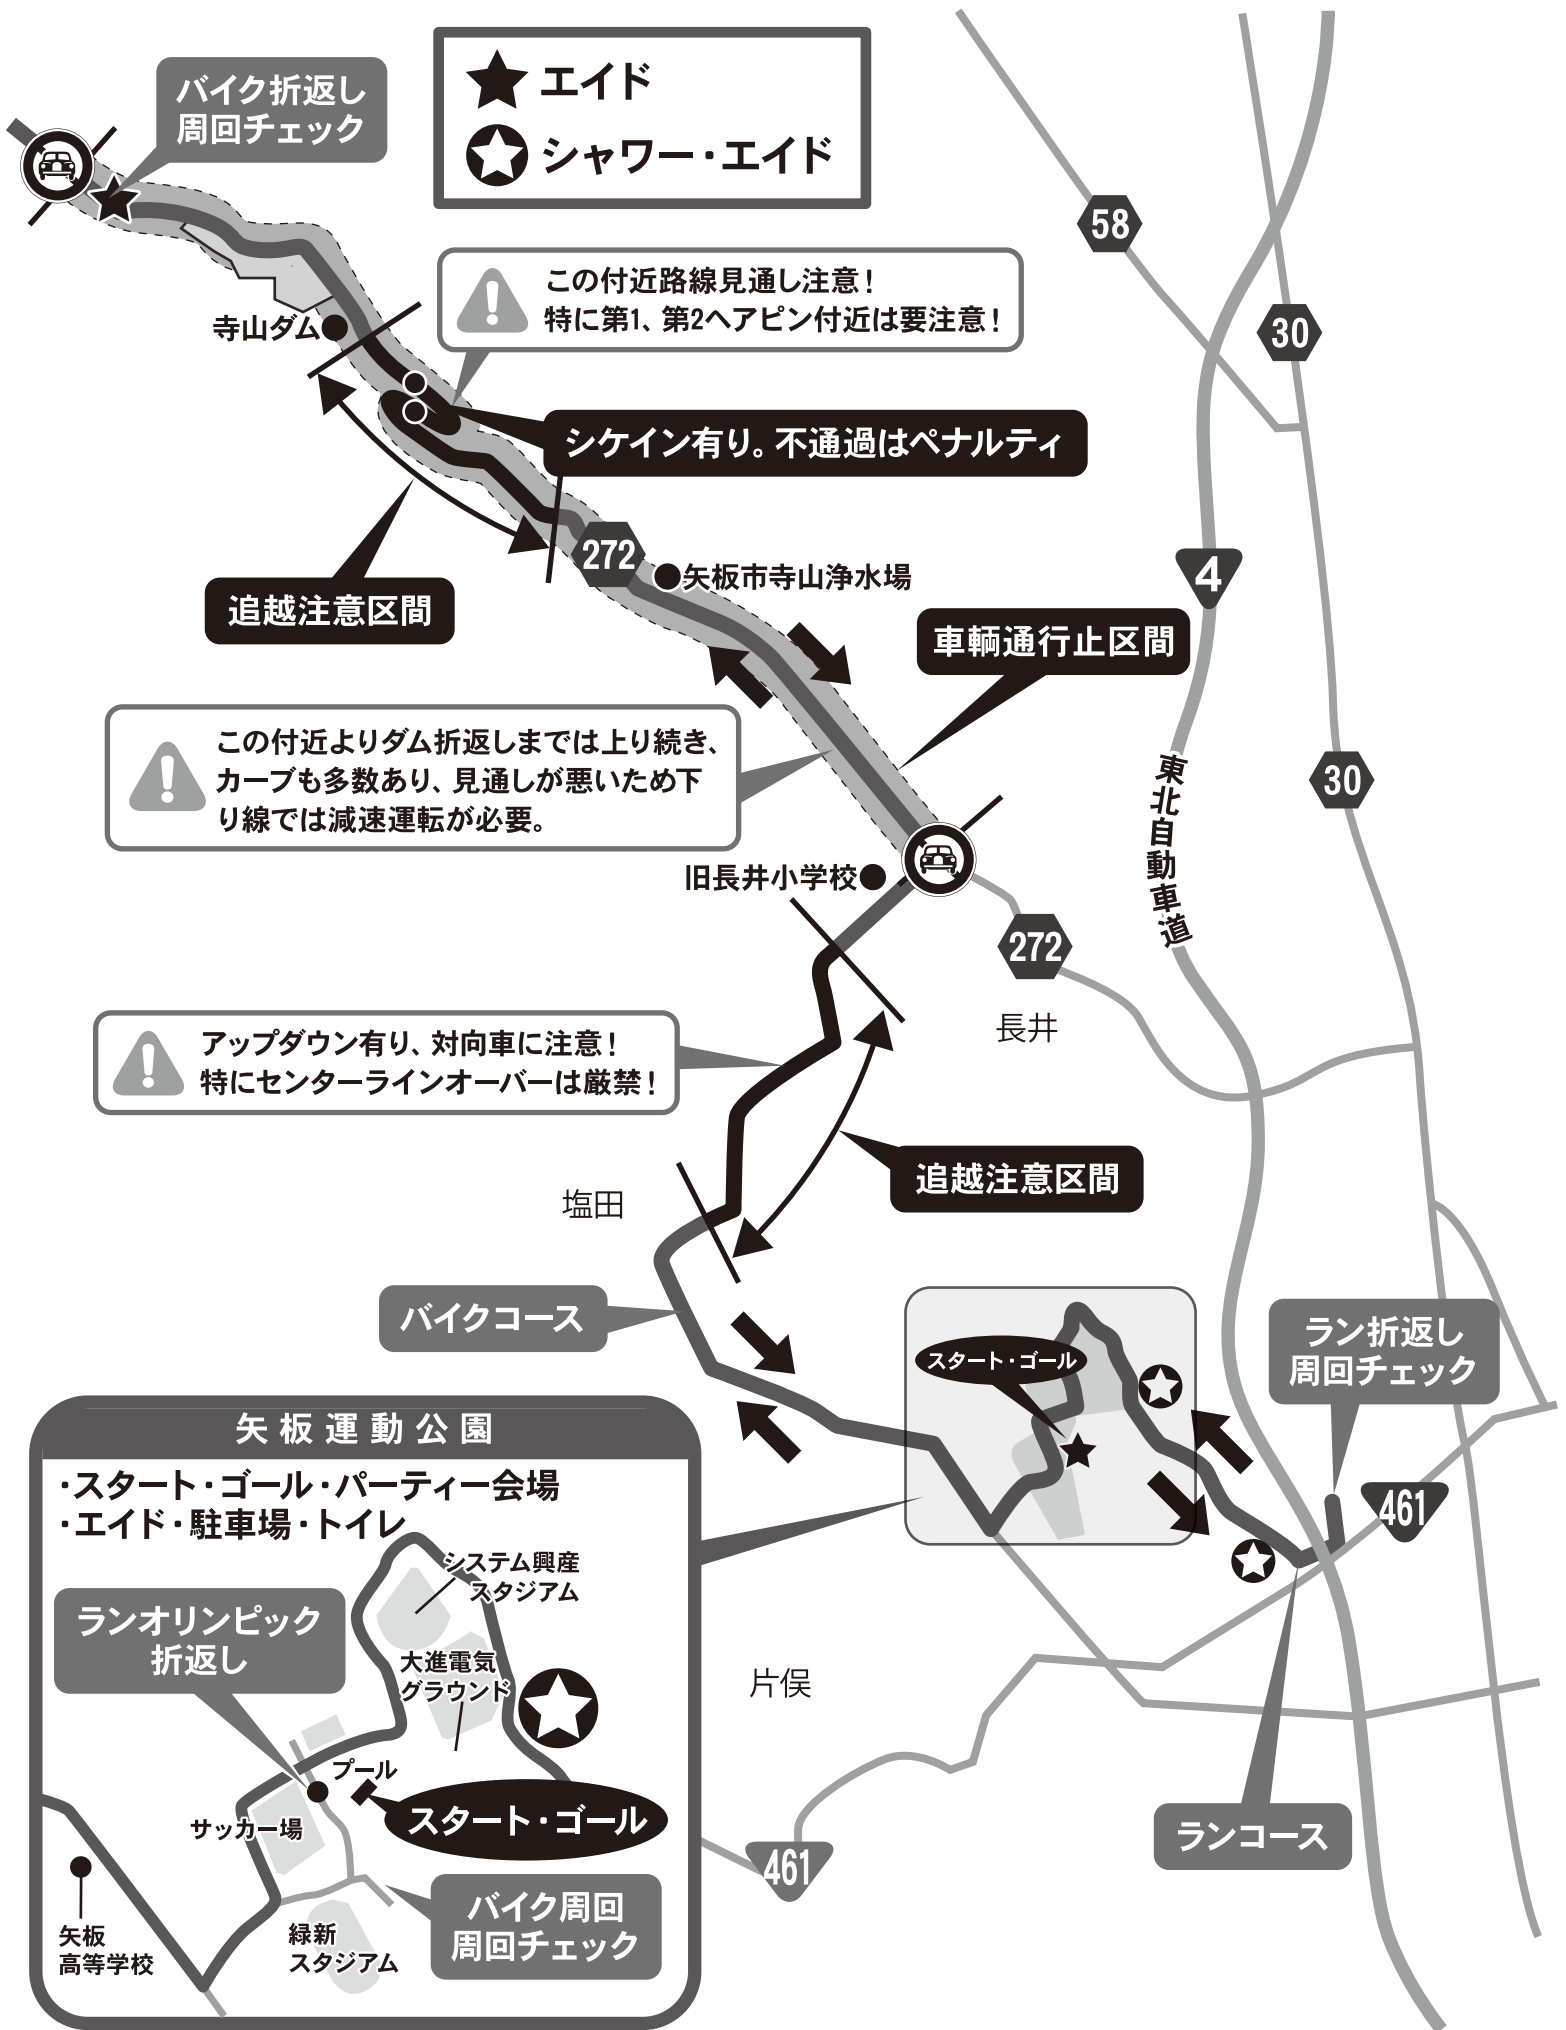 エイド
シャワー・エイド
バイク折返し
周回チェック
58
30
この付近路線見通し注意!
特に第1、第2ヘアピン付近は要注意!
寺山ダム
シケイン有り。不通過はペナルティ
272
矢板市寺山浄水場
4
追越注意区間
車輌通行止区間
この付近よりダム折返しまでは上り続き、
カーブも多数あり、見通しが悪いため下
り線では減速運転が必要。
東北自動車道
30
旧長井小学校
272
長井
アップダウン有り、対向車に注意!
特にセンターラインオーバーは厳禁!
追越注意区間
塩田
バイクコース
スタート・ゴール
ラン折返し
周回チェック
461
矢板運動公園
・スタート・ゴール・パーティー会場
・エイド・駐車場・トイレ
システム興産
スタジアム
ランオリンピック
折返し
大進電気
グラウンド
プール
スタート・ゴール
サッカー場
バイク周回
周回チェック
矢板
高等学校
緑新
スタジアム
片俣
461
ランコース